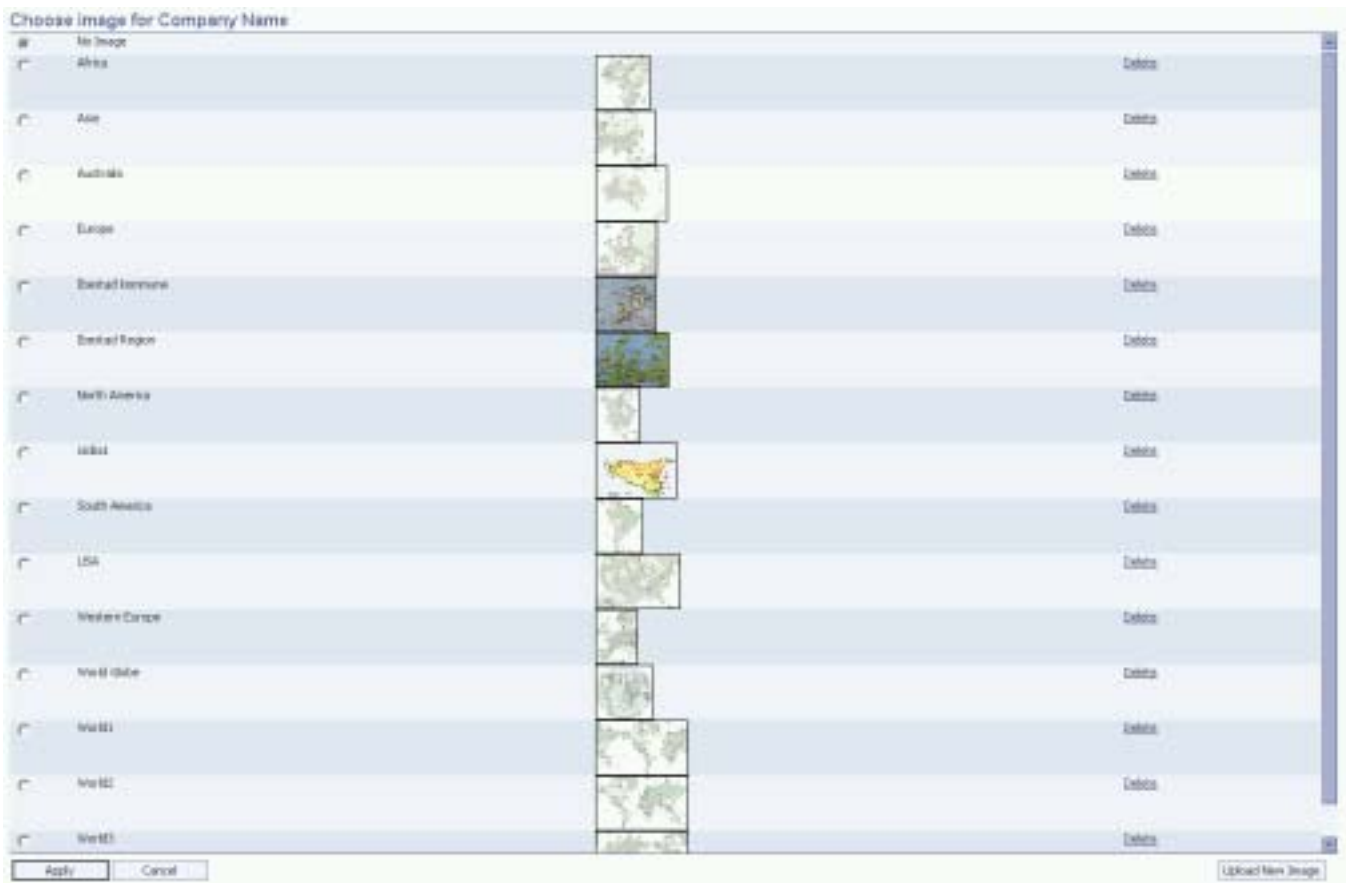 Choose Image for Company Name
No Image
Africa Delete
Asia Delete
Australia Delete
Europe Delete
Delete
Region Delete
North America Delete
Delete
South America Delete
USA Delete
Western Europe Delete
World Globe Delete
World1 Delete
World2 Delete
World3 Delete
Apply Cancel Upload New Image